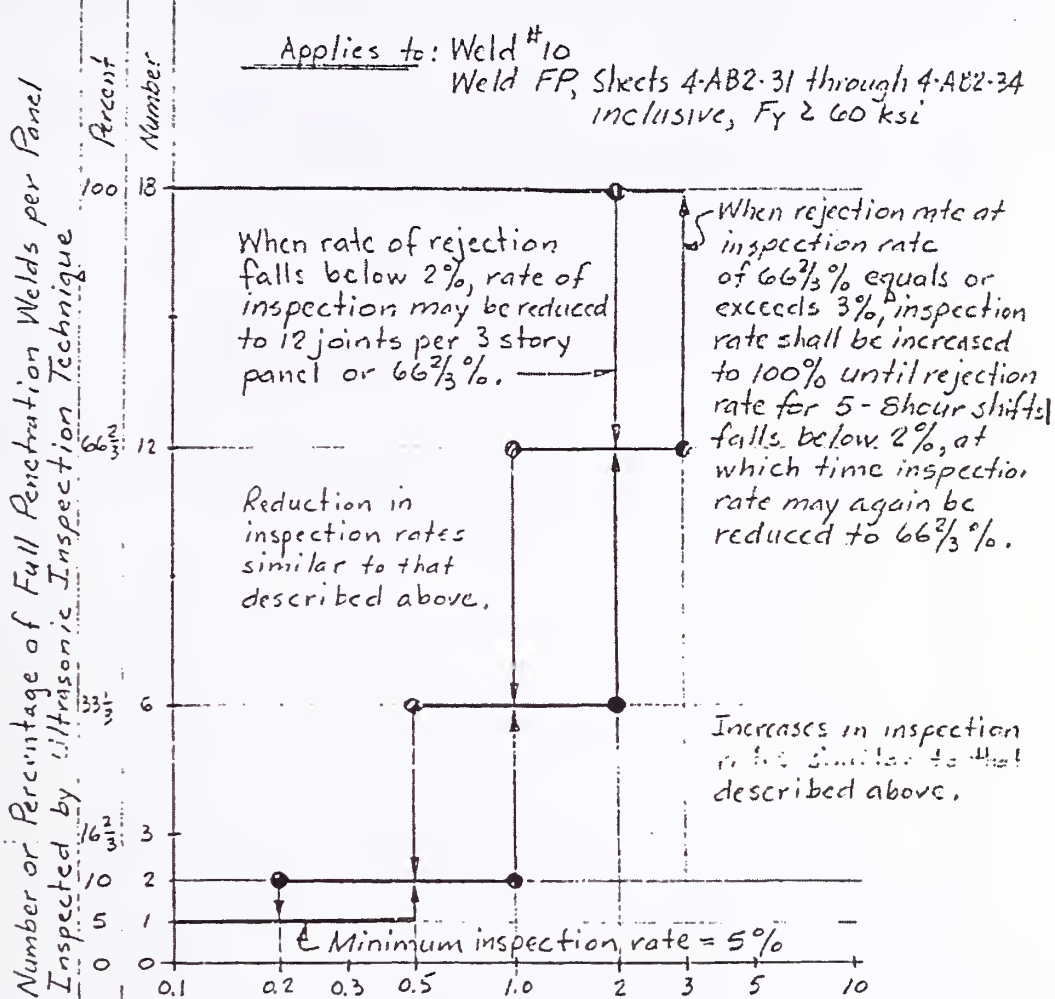 Applies to: Weld #10
Weld FP, Sheets 4-AB2-31 through 4-AB2-34
inclusive, Fy ≥ 60 ksi
Number or Percentage of Full Penetration Welds per Panel
Inspected by Ultrasonic Inspection Technique
Percent
Number
100 18
66⅔ 12
33⅓ 6
16⅔ 3
10 2
5 1
0 0
When rate of rejection
falls below 2%, rate of
inspection may be reduced
to 12 joints per 3 story
panel or 66⅔%.
When rejection rate at
inspection rate
of 66⅔% equals or
exceeds 3%, inspection
rate shall be increased
to 100% until rejection
rate for 5-8hour shifts
falls below 2%, at
which time inspection
rate may again be
reduced to 66⅔%.
Reduction in
inspection rates
similar to that
described above.
Increases in inspection
similar to that
described above.
Minimum inspection rate = 5%
0.1 0.2 0.3 0.5 1.0 2 3 5 10